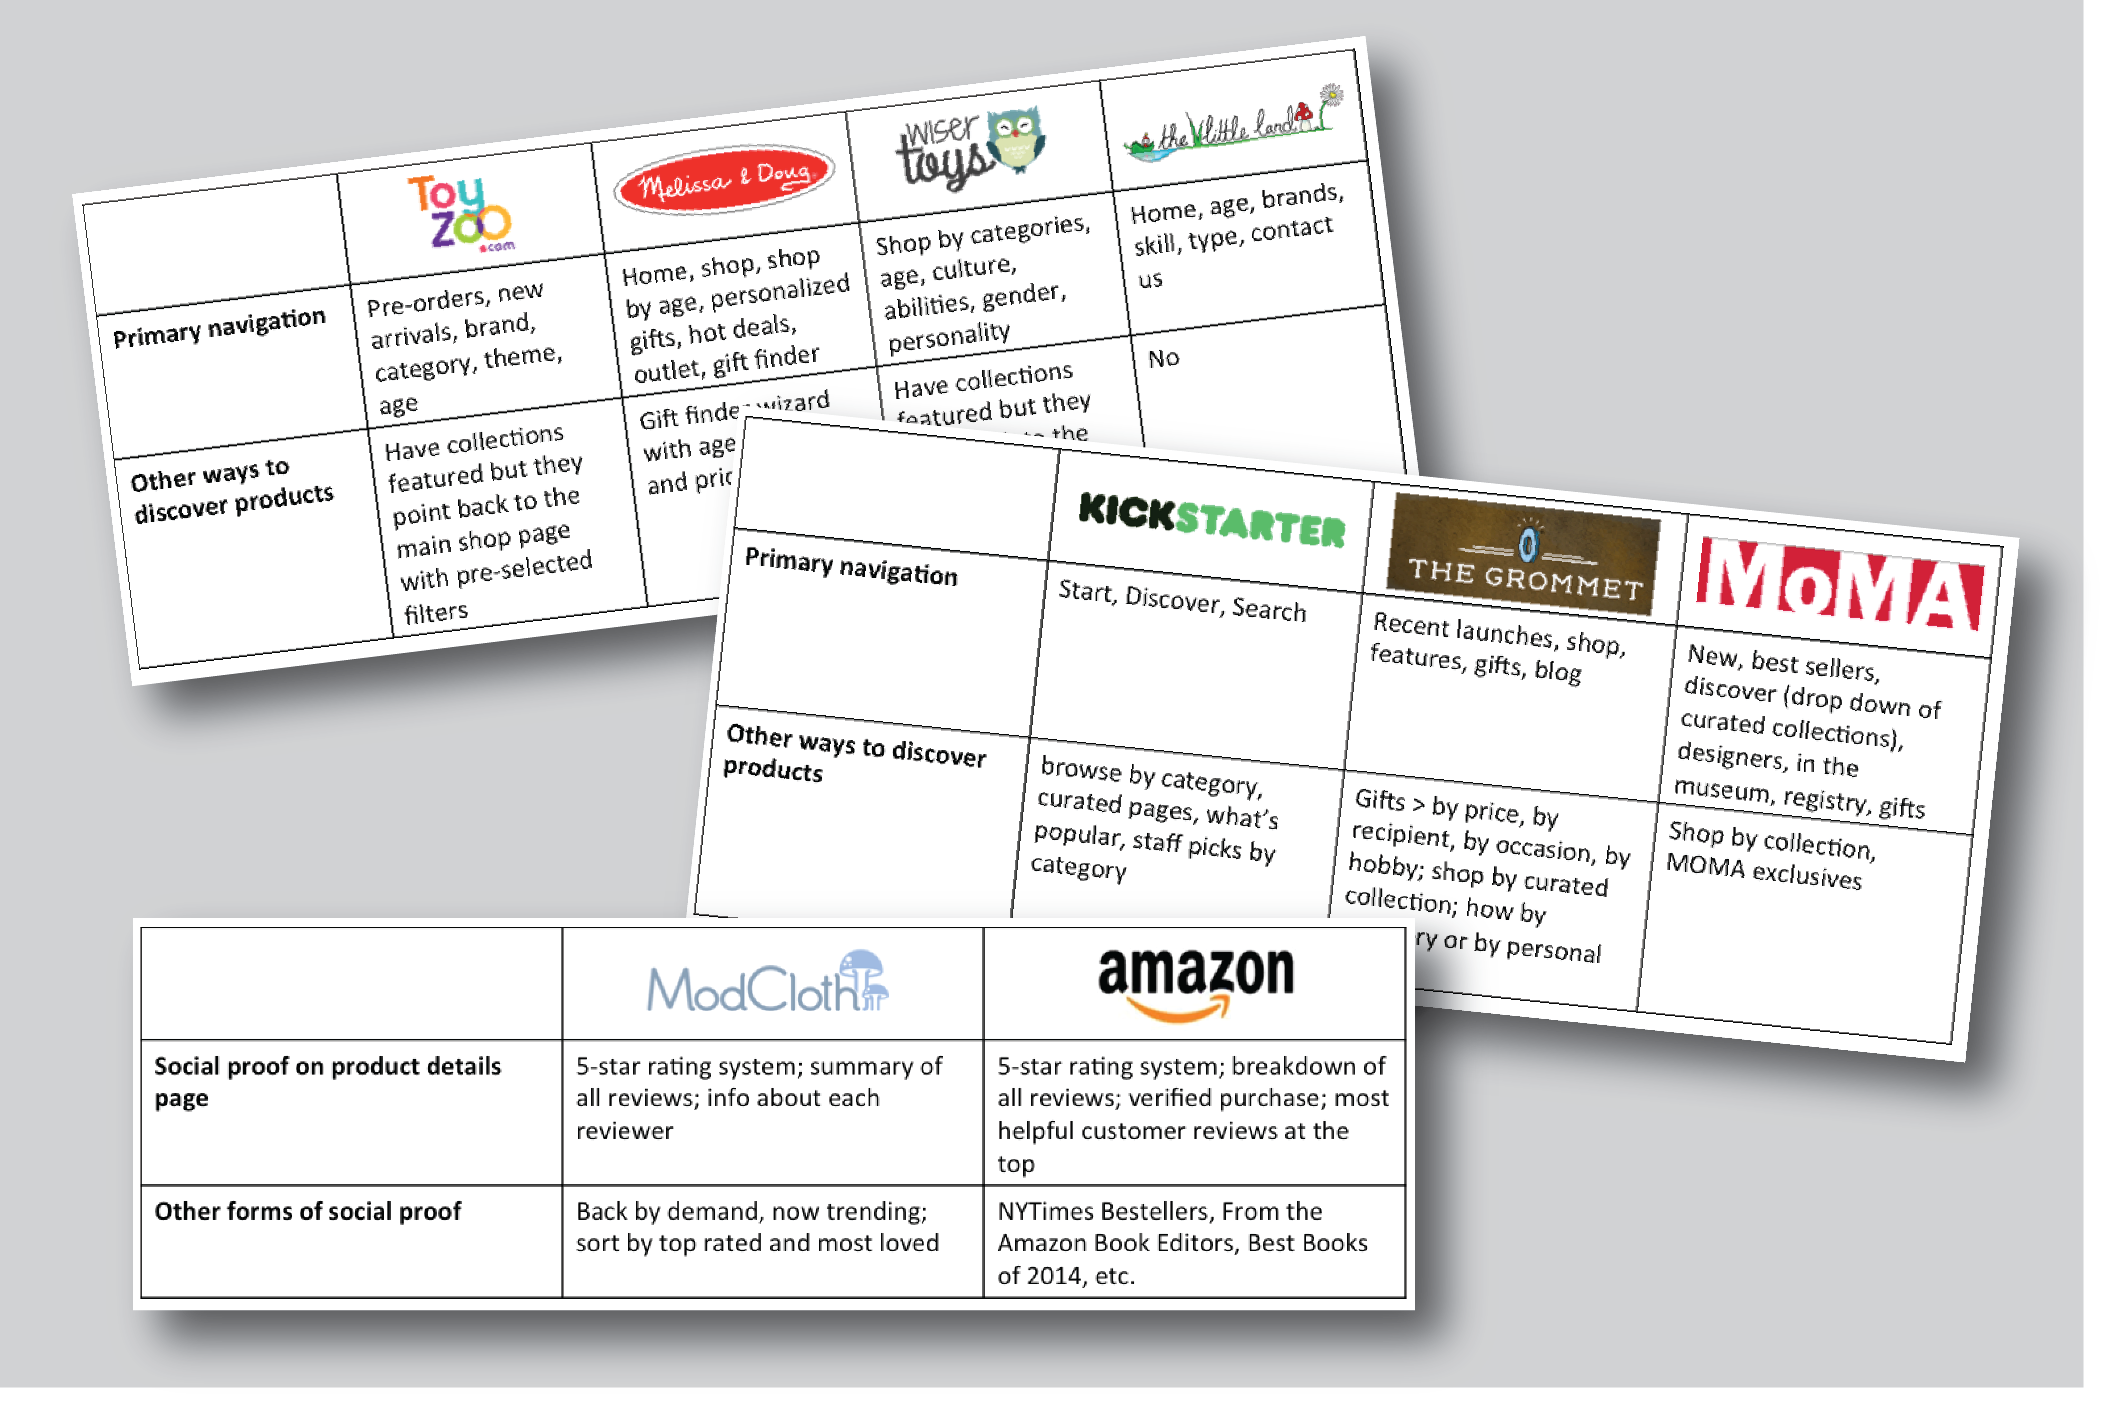 Toy
Zoo
.com
Melissa & Doug
wiser
toys
the little land
Primary navigation
Pre-orders, new
arrivals, brand,
category, theme,
age
Home, shop, shop
by age, personalized
gifts, hot deals,
outlet, gift finder
Shop by categories,
age, culture,
abilities, gender,
personality
Home, age, brands,
skill, type, contact
us
Other ways to
discover products
Have collections
featured but they
point back to the
main shop page
with pre-selected
filters
Gift finder wizard
with age
and
Have collections
featured but they
the
No
KICKSTARTER
THE GROMMET
MoMA
Primary navigation
Start, Discover, Search
Recent launches, shop,
features, gifts, blog
New, best sellers,
discover (drop down of
curated collections),
designers, in the
museum, registry, gifts
Other ways to discover
products
browse by category,
curated pages, what's
popular, staff picks by
category
Gifts > by price, by
recipient, by occasion, by
hobby; shop by curated
collection; how by
or by personal
Shop by collection,
MOMA exclusives
ModCloth
amazon
Social proof on product details
page
5-star rating system; summary of
all reviews; info about each
reviewer
5-star rating system; breakdown of
all reviews; verified purchase; most
helpful customer reviews at the
top
Other forms of social proof
Back by demand, now trending;
sort by top rated and most loved
NYTimes Bestellers, From the
Amazon Book Editors, Best Books
of 2014, etc.